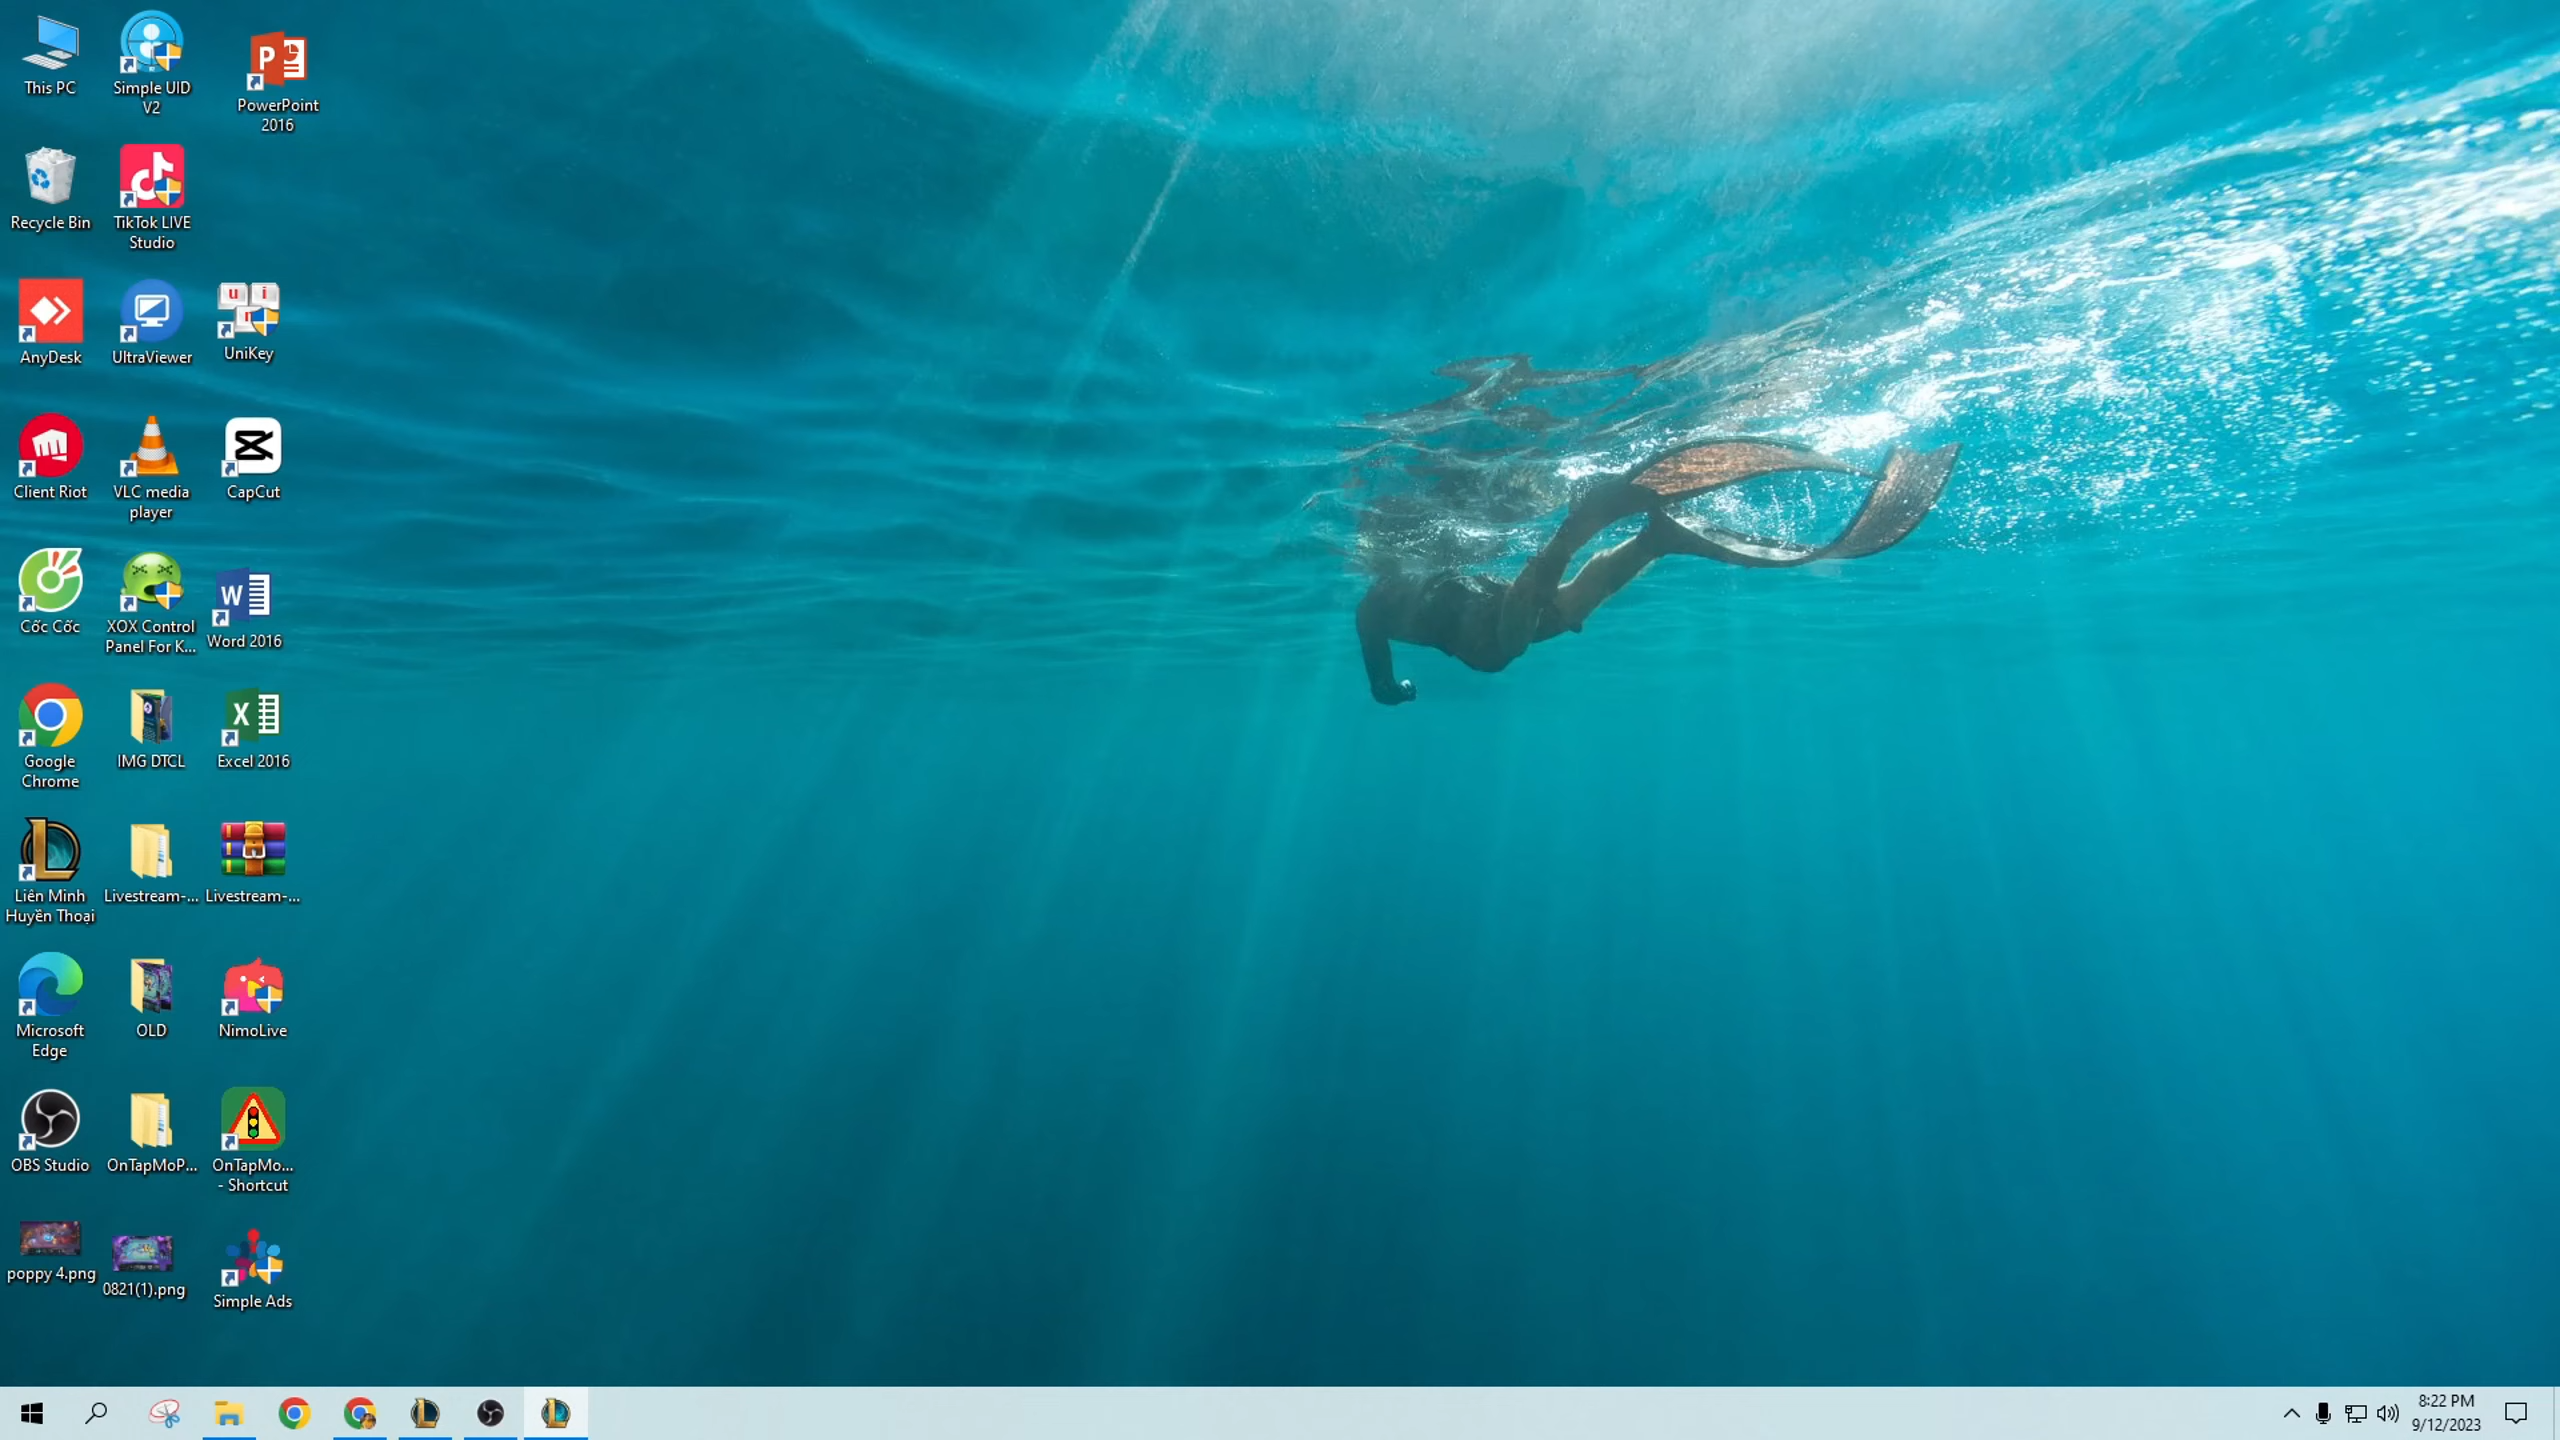 This PC
Simple UID
V2
PowerPoint
2016
Recycle Bin
TikTok LIVE
Studio
AnyDesk
UltraViewer
UniKey
Client Riot
VLC media
player
CapCut
Cốc Cốc
XOX Control
Panel For K...
Word 2016
Google
Chrome
IMG DTCL
Excel 2016
Liên Minh
Huyền Thoại
Livestream-...
Livestream-...
Microsoft
Edge
OLD
NimoLive
OBS Studio
OnTapMoP...
OnTapMo...
- Shortcut
poppy 4.png
0821(1).png
Simple Ads
8:22 PM
9/12/2023